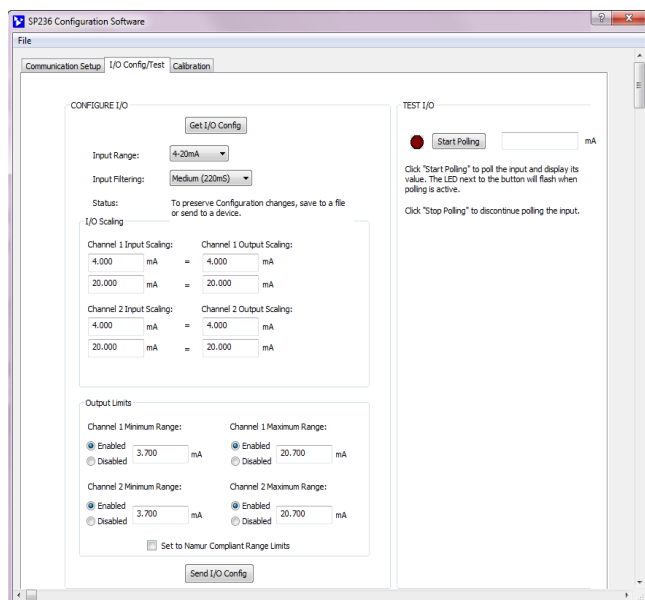 SP236 Configuration Software
File
Communication Setup I/O Config/Test Calibration
CONFIGURE I/O
Get I/O Config
Input Range: 4-20mA
Input Filtering: Medium (220mS)
Status: To preserve Configuration changes, save to a file
or send to a device.
I/O Scaling
Channel 1 Input Scaling: Channel 1 Output Scaling:
4.000 mA = 4.000 mA
20.000 mA = 20.000 mA
Channel 2 Input Scaling: Channel 2 Output Scaling:
4.000 mA = 4.000 mA
20.000 mA = 20.000 mA
Output Limits
Channel 1 Minimum Range: Channel 1 Maximum Range:
Enabled 3.700 mA Enabled 20.700 mA
Disabled Disabled
Channel 2 Minimum Range: Channel 2 Maximum Range:
Enabled 3.700 mA Enabled 20.700 mA
Disabled Disabled
Set to Namur Compliant Range Limits
Send I/O Config
TEST I/O
Start Polling mA
Click "Start Polling" to poll the input and display its
value. The LED next to the button will flash when
polling is active.
Click "Stop Polling" to discontinue polling the input.